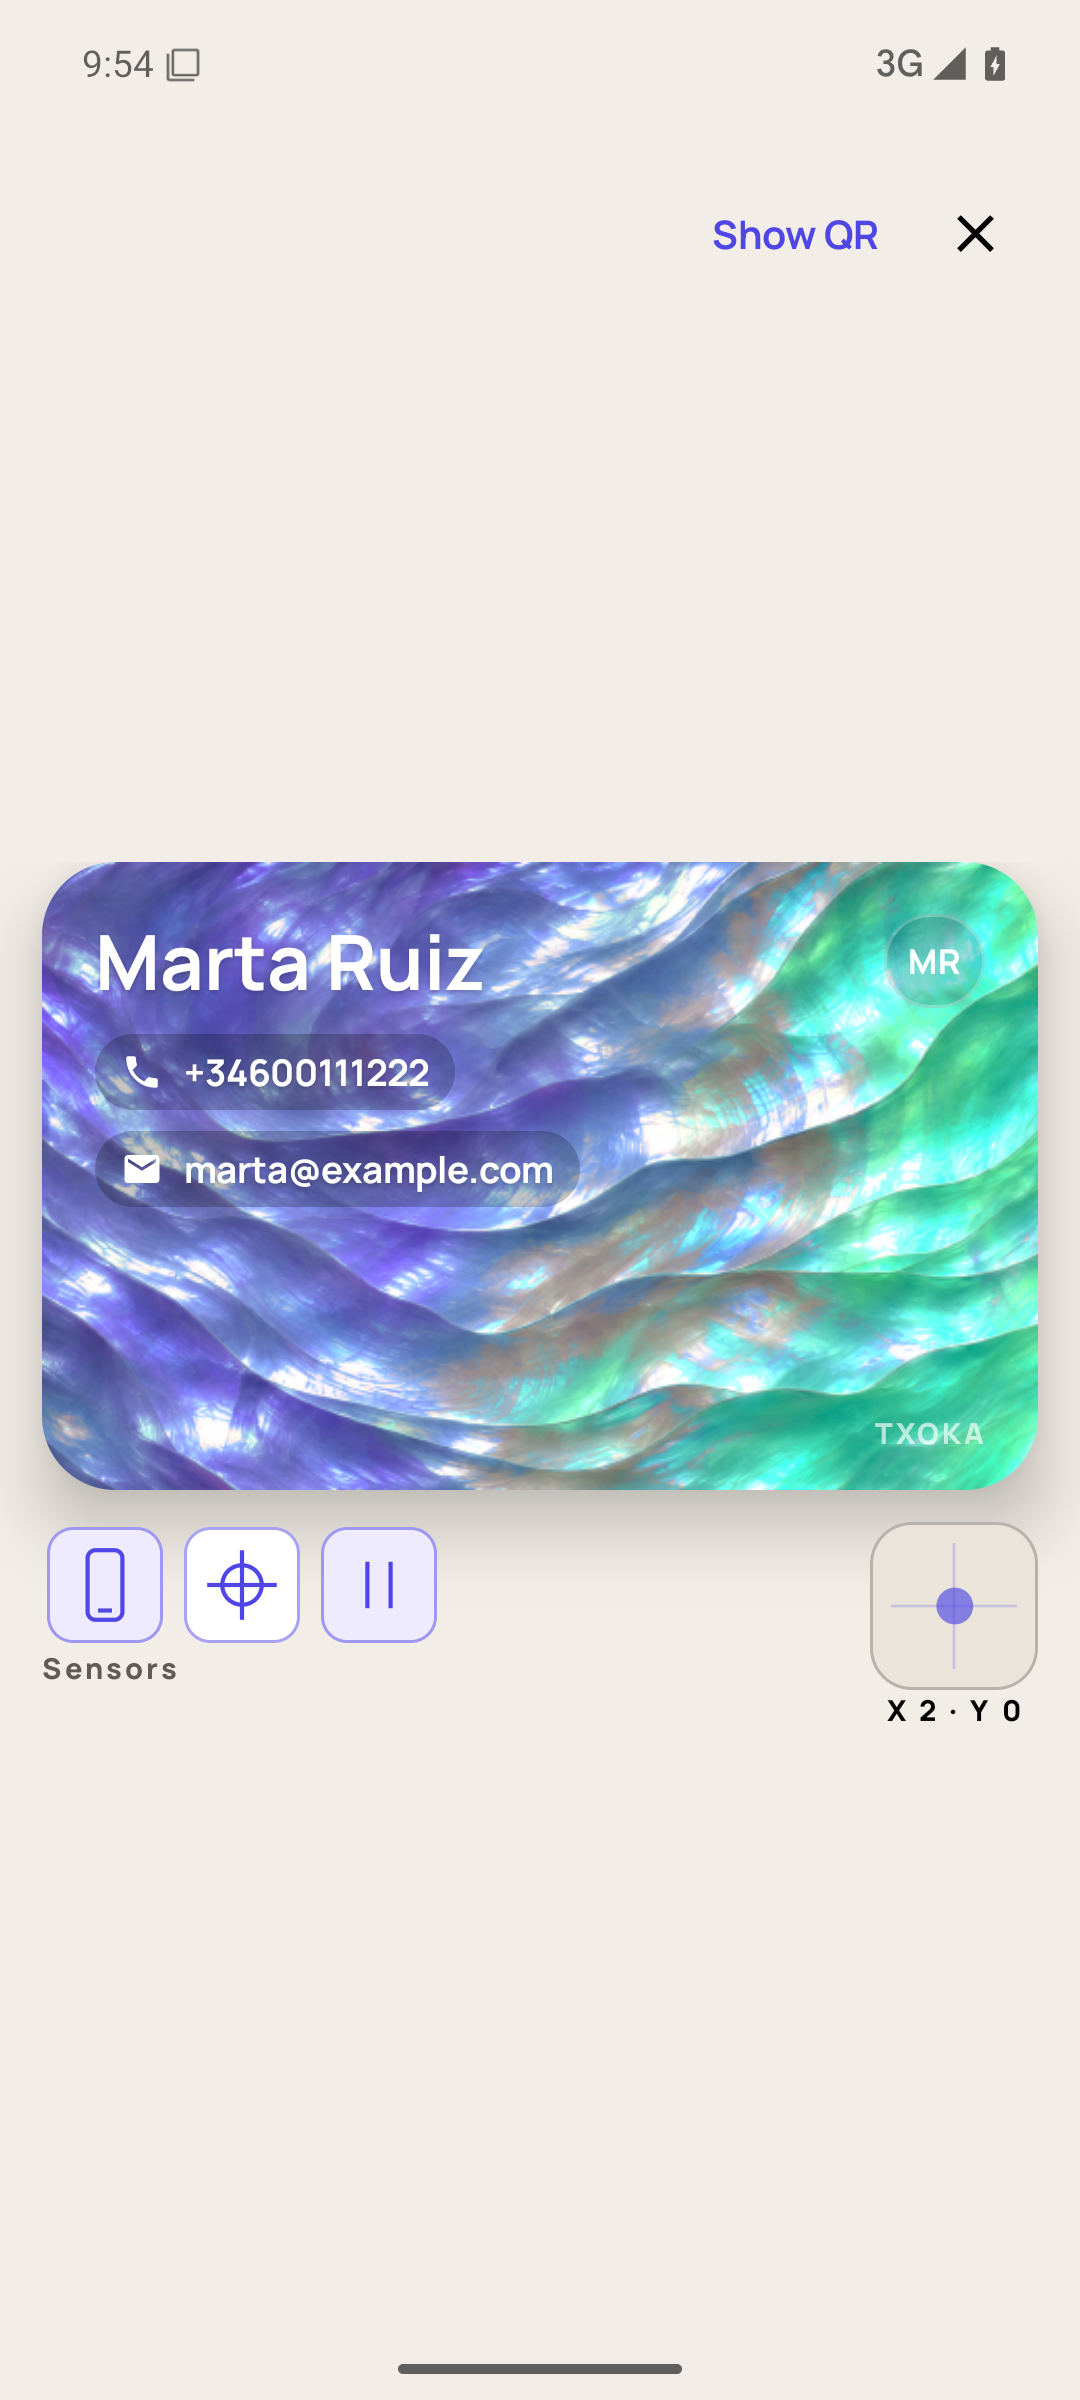 9:54
3G
Show QR
Marta Ruiz
MR
+34600111222
marta@example.com
TXOKA
Sensors
X 2 · Y 0